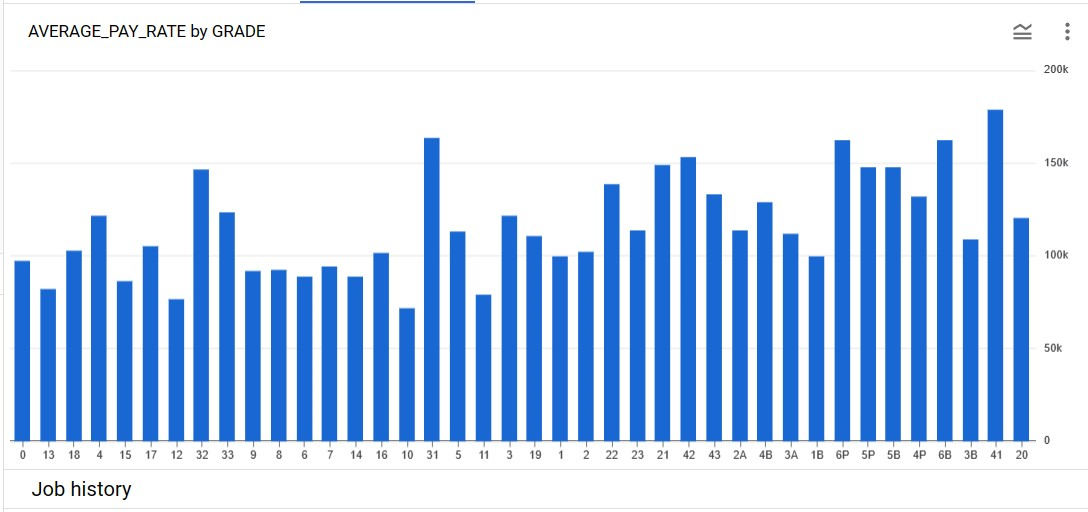 AVERAGE_PAY_RATE by GRADE
200k
150k
100k
50k
0
0 13 18 4 15 17 12 32 33 9 8 6 7 14 16 10 31 5 11 3 19 1 2 22 23 21 42 43 2A 4B 3A 1B 6P 5P 5B 4P 6B 3B 41 20
Job history